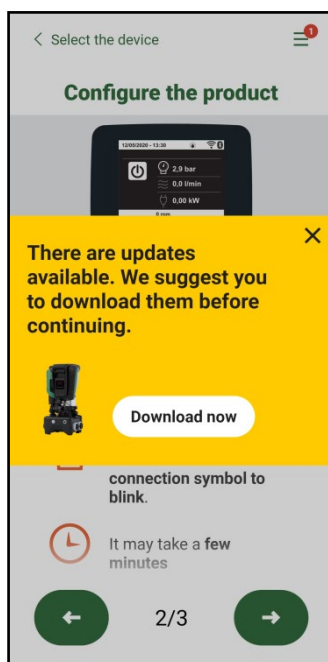 Select the device
1
Configure the product
12/03/2020 - 13:38
2,9 bar
0,0 l/min
0,00 kW
There are updates
available. We suggest you
to download them before
continuing.
Download now
connection symbol to
blink.
It may take a few
minutes
2/3